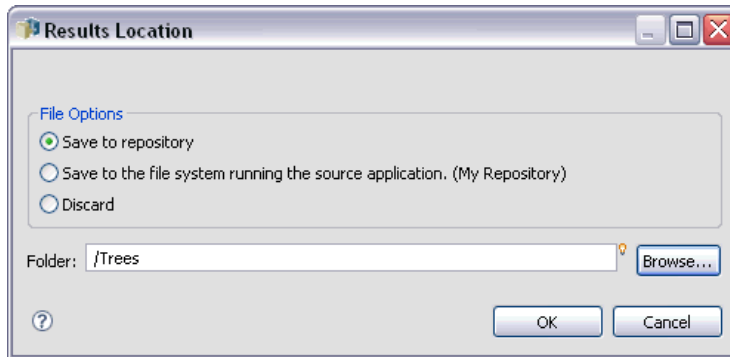 Results Location
File Options
Save to repository
Save to the file system running the source application. (My Repository)
Discard
Folder: /Trees Browse...
? OK Cancel